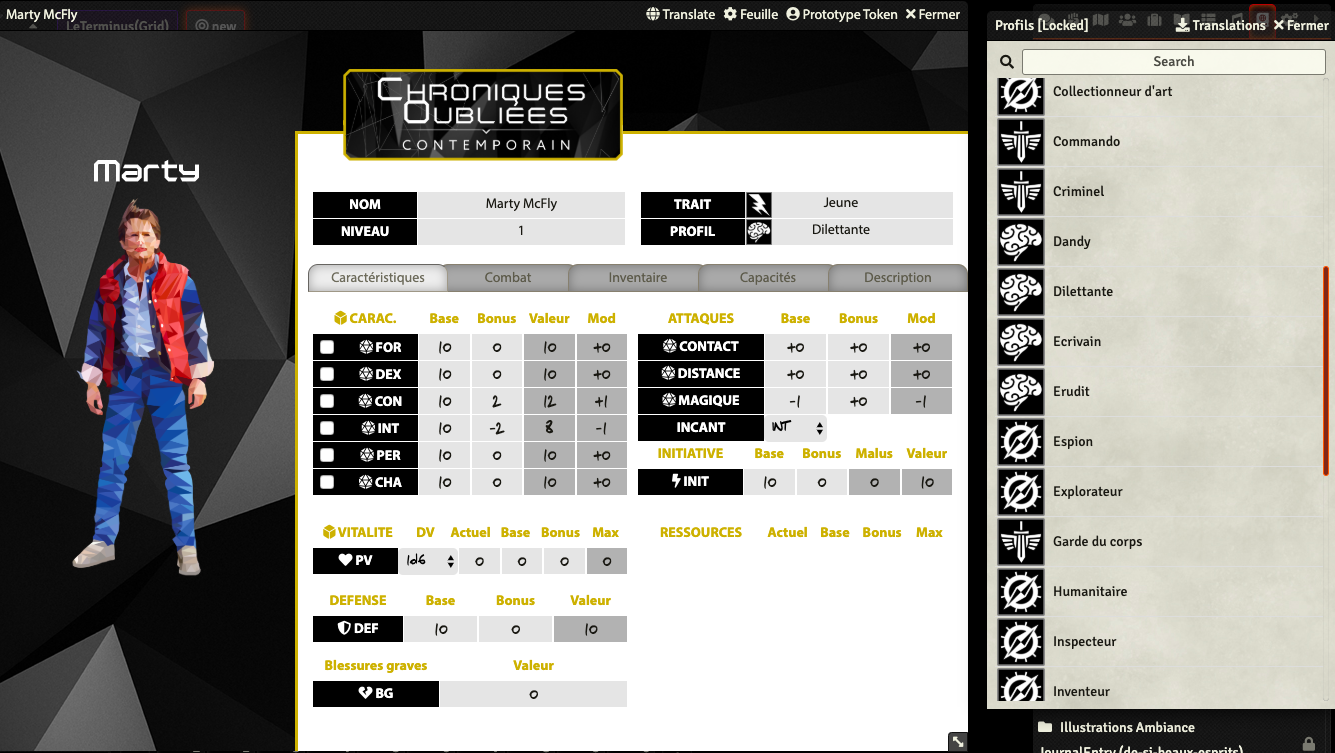 Marty McFly
LeTerminus(Grid)
new
Translate Feuille Prototype Token Fermer
CHRONIQUES
OUBLIÉES
CONTEMPORAIN
Marty
NOM Marty McFly
NIVEAU 1
TRAIT Jeune
PROFIL Dilettante
Caractéristiques Combat Inventaire Capacités Description
CARAC. Base Bonus Valeur Mod
FOR 10 0 10 +0
DEX 10 0 10 +0
CON 10 2 12 +1
INT 10 -2 8 -1
PER 10 0 10 +0
CHA 10 0 10 +0
ATTAQUES Base Bonus Mod
CONTACT +0 +0 +0
DISTANCE +0 +0 +0
MAGIQUE -1 +0 -1
INCANT INT
INITIATIVE Base Bonus Malus Valeur
INIT 10 0 0 10
VITALITE DV Actuel Base Bonus Max
PV 1d6 0 0 0 0
RESSOURCES Actuel Base Bonus Max
DEFENSE Base Bonus Valeur
DEF 10 0 10
Blessures graves Valeur
BG 0
Profils [Locked] Translations Fermer
Search
Collectionneur d'art
Commando
Criminel
Dandy
Dilettante
Ecrivain
Erudit
Espion
Explorateur
Garde du corps
Humanitaire
Inspecteur
Inventeur
Illustrations Ambiance
JournalEntry (de-si-beaux-esprits)